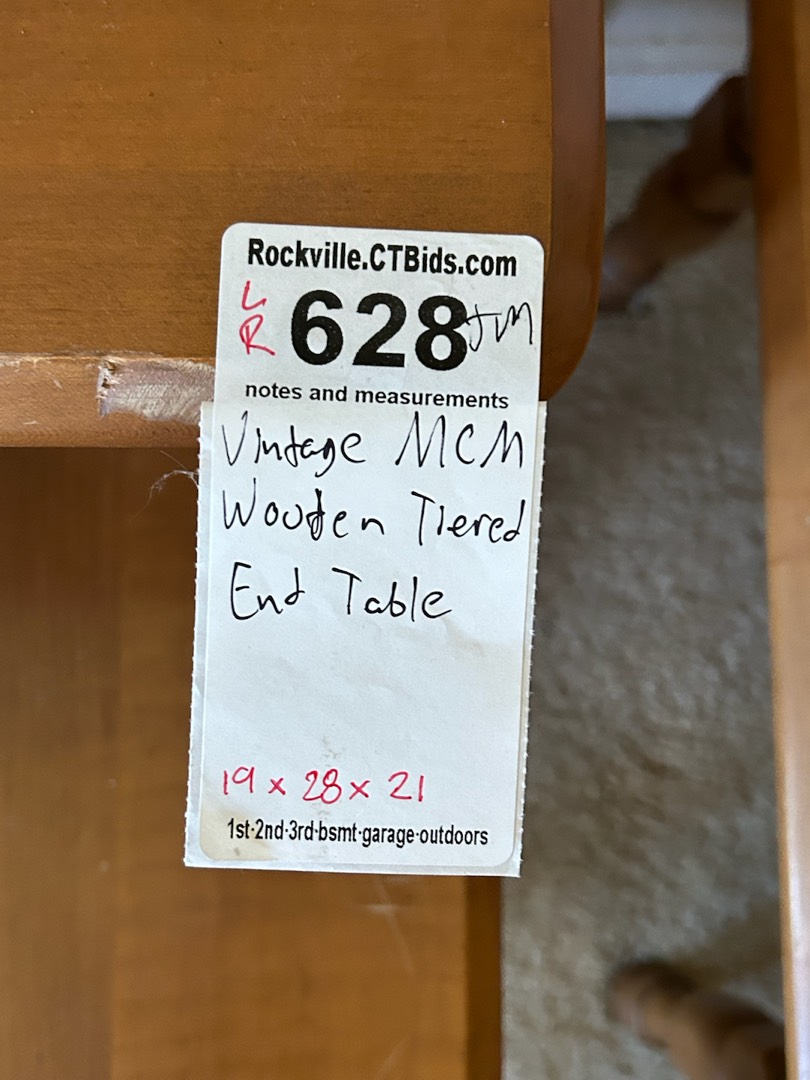 Rockville.CTBids.com
LR 628 JM
notes and measurements
Vintage MCM
Wooden Tiered
End Table
19 x 28 x 21
1st·2nd·3rd·bsmt·garage·outdoors